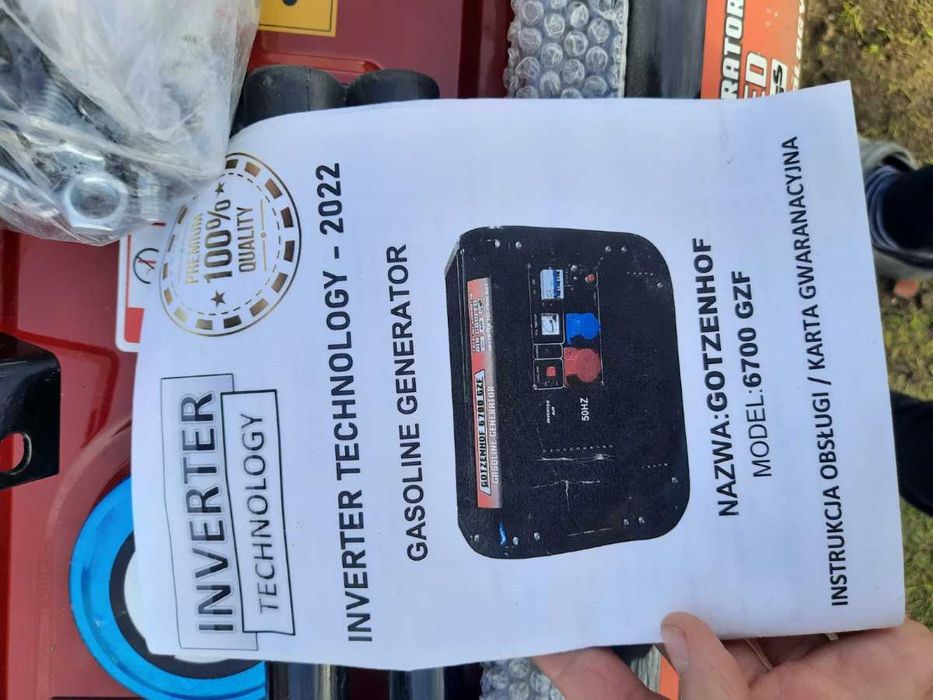 INVERTER
TECHNOLOGY
PREMIUM
100%
QUALITY
INVERTER TECHNOLOGY - 2022
GASOLINE GENERATOR
GOTZENHOF 6700 GZF
GASOLINE GENERATOR
INVERTER
50HZ
NAZWA:GOTZENHOF
MODEL:6700 GZF
INSTRUKCJA OBSŁUGI / KARTA GWARANACYJNA